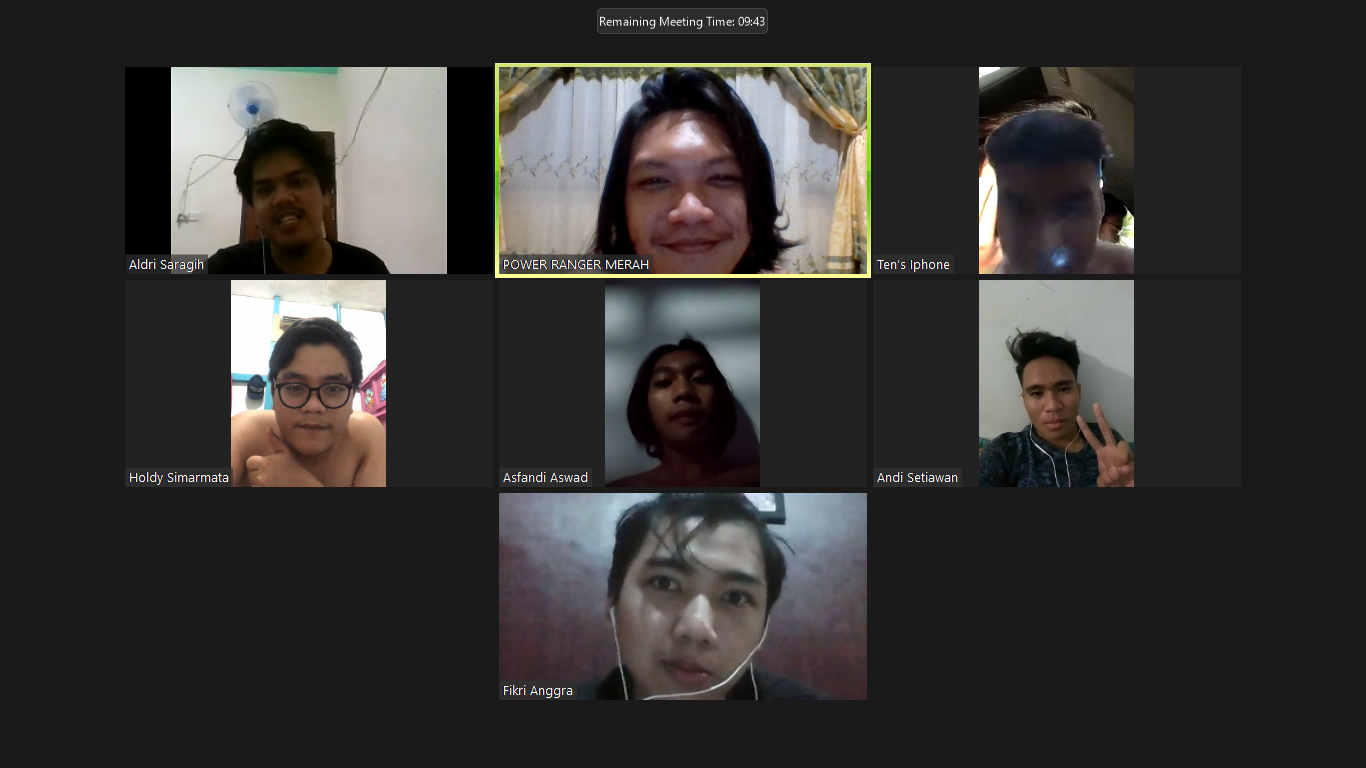 Remaining Meeting Time: 09:43
Aldri Saragih
POWER RANGER MERAH
Ten's Iphone
Holdy Simarmata
Asfandi Aswad
Andi Setiawan
Fikri Anggra